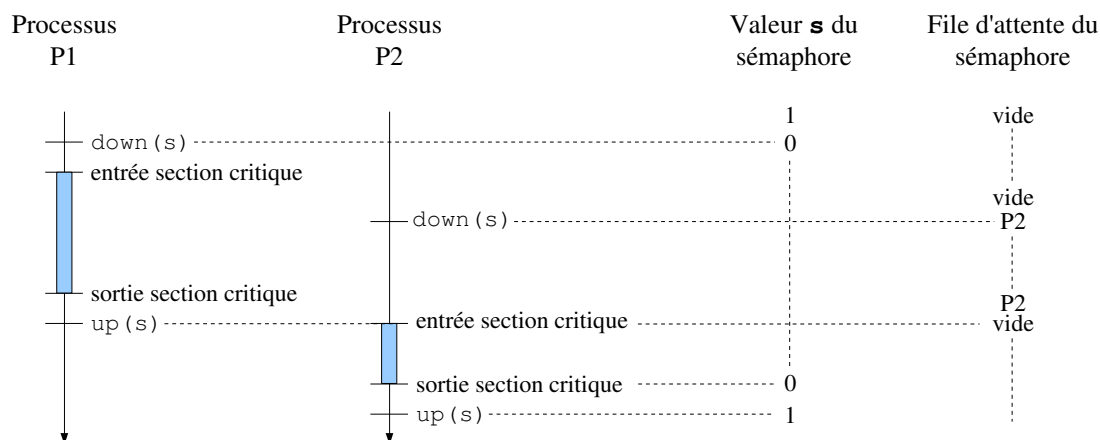 Processus
P1
Processus
P2
Valeur s du
sémaphore
File d'attente du
sémaphore
1
vide
down(s)
0
entrée section critique
vide
down(s)
P2
sortie section critique
P2
up(s)
entrée section critique
vide
sortie section critique
0
up(s)
1